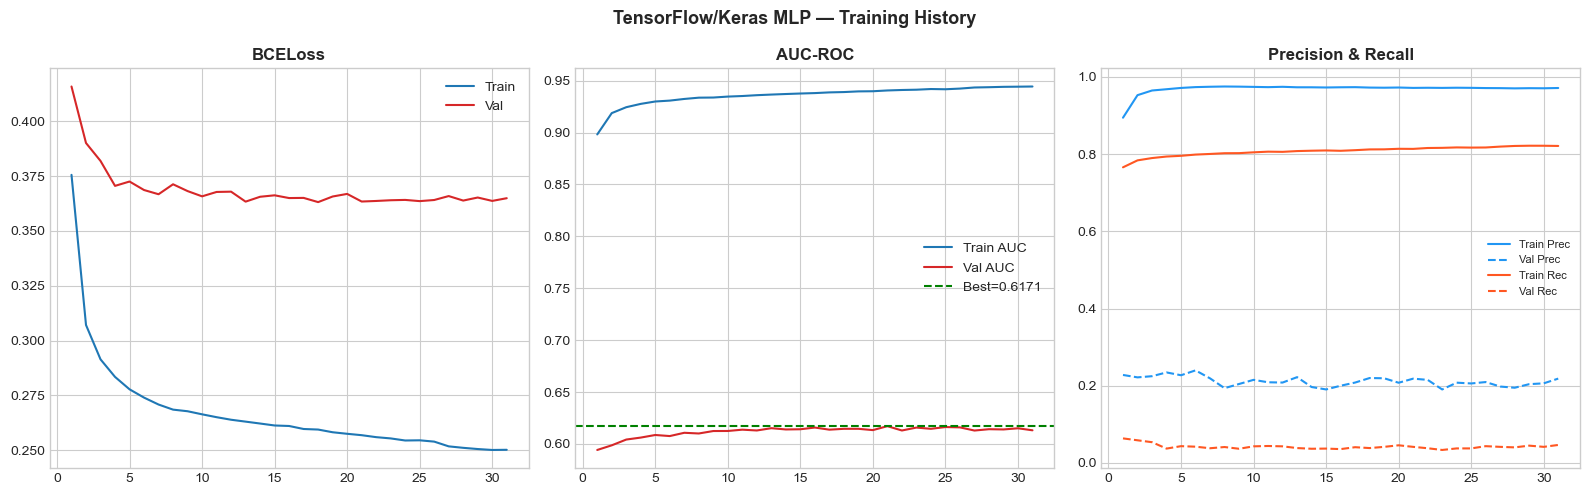 TensorFlow/Keras MLP — Training History
BCELoss
Train
Val
0.400
0.375
0.350
0.325
0.300
0.275
0.250
0 5 10 15 20 25 30
AUC-ROC
0.95
0.90
0.85
0.80
0.75
0.70
0.65
0.60
Train AUC
Val AUC
Best=0.6171
0 5 10 15 20 25 30
Precision & Recall
1.0
0.8
0.6
0.4
0.2
0.0
Train Prec
Val Prec
Train Rec
Val Rec
0 5 10 15 20 25 30